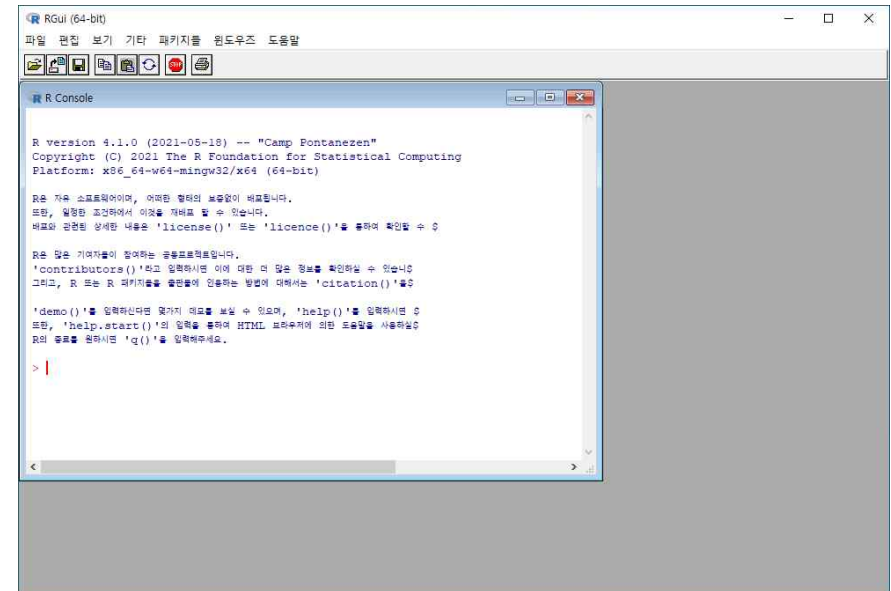 RGui (64-bit)
파일 편집 보기 기타 패키지들 윈도우즈 도움말
STOP
R Console
R version 4.1.0 (2021-05-18) -- "Camp Pontanezen"
Copyright (C) 2021 The R Foundation for Statistical Computing
Platform: x86_64-w64-mingw32/x64 (64-bit)
R은 자유 소프트웨어이며, 어떠한 형태의 보증없이 배포됩니다.
또한, 일정한 조건하에서 이것을 재배포 할 수 있습니다.
배포와 관련된 상세한 내용은 'license()' 또는 'licence()'을 통하여 확인할 수 $
R은 많은 기여자들이 참여하는 공동프로젝트입니다.
'contributors()'라고 입력하시면 이에 대한 더 많은 정보를 확인하실 수 있습니$
그리고, R 또는 R 패키지들을 출판물에 인용하는 방법에 대해서는 'citation()'을$
'demo()'를 입력하신다면 몇가지 데모를 보실 수 있으며, 'help()'를 입력하시면 $
또한, 'help.start()'의 입력을 통하여 HTML 브라우저에 의한 도움말을 사용하실$
R의 종료를 원하시면 'q()'을 입력해주세요.
>